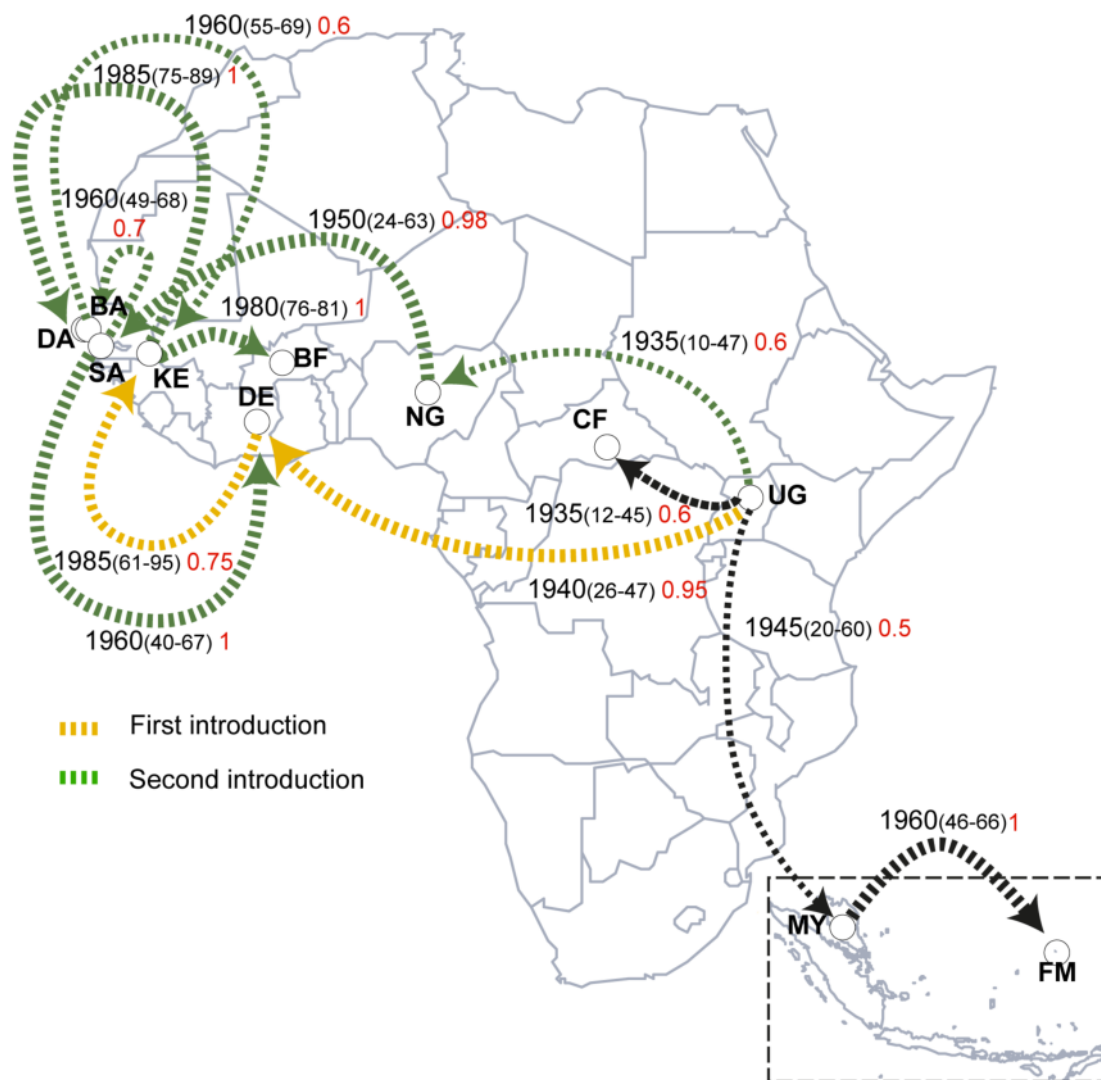 1960(55-69) 0.6
1985(75-89) 1
1960(49-68)
0.7
1950(24-63) 0.98
1980(76-81) 1
1935(10-47) 0.6
BA
DA
SA
KE
BF
DE
NG
CF
UG
1935(12-45) 0.6
1985(61-95) 0.75
1940(26-47) 0.95
1960(40-67) 1
1945(20-60) 0.5
First introduction
Second introduction
1960(46-66)1
MY
FM